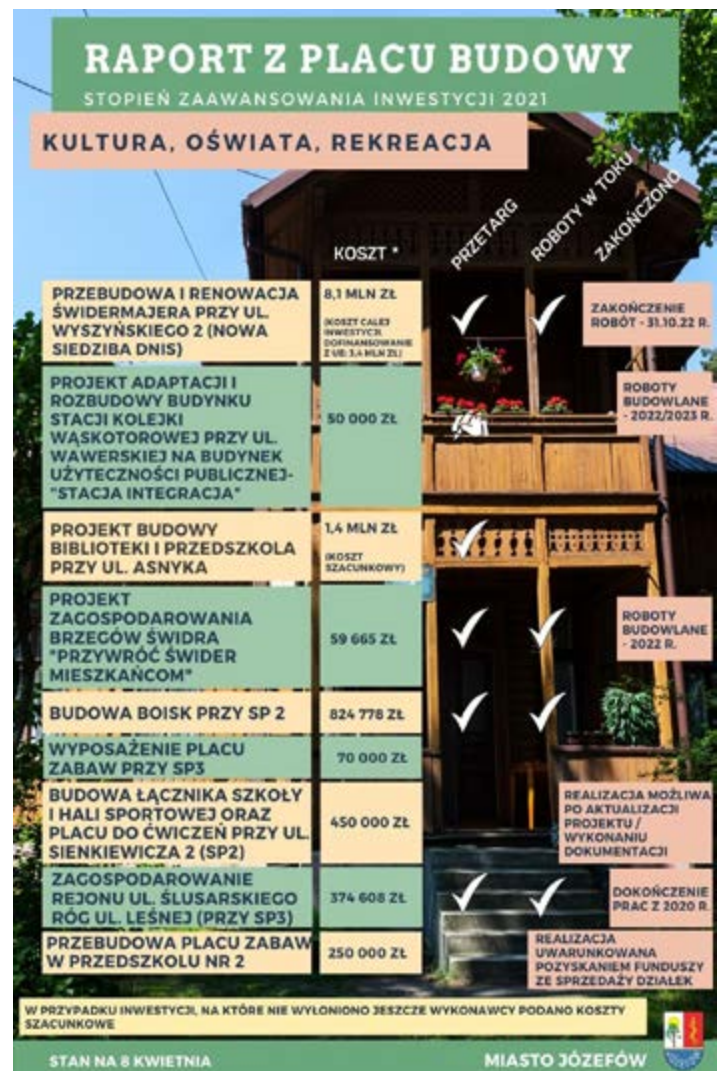 RAPORT Z PLACU BUDOWY
STOPIEŃ ZAAWANSOWANIA INWESTYCJI 2021
KULTURA, OŚWIATA, REKREACJA
KOSZT *
PRZETARG
ROBOTY W TOKU
ZAKOŃCZONO
PRZEBUDOWA I RENOWACJA
ŚWIDERMAJERA PRZY UL.
WYSZYŃSKIEGO 2 (NOWA
SIEDZIBA DNIS)
8,1 MLN ZŁ
(KOSZT CAŁEJ
INWESTYCJI,
DOFINANSOWANIE
Z UE: 3,4 MLN ZŁ)
ZAKOŃCZENIE
ROBÓT - 31.10.22 R.
PROJEKT ADAPTACJI I
ROZBUDOWY BUDYNKU
STACJI KOLEJKI
WĄSKOTOROWEJ PRZY UL.
WAWERSKIEJ NA BUDYNEK
UŻYTECZNOŚCI PUBLICZNEJ-
"STACJA INTEGRACJA"
50 000 ZŁ
ROBOTY
BUDOWLANE
- 2022/2023 R.
PROJEKT BUDOWY
BIBLIOTEKI I PRZEDSZKOLA
PRZY UL. ASNYKA
1,4 MLN ZŁ
(KOSZT
SZACUNKOWY)
PROJEKT
ZAGOSPODAROWANIA
BRZEGÓW ŚWIDRA
"PRZYWRÓĆ ŚWIDER
MIESZKAŃCOM"
59 665 ZŁ
ROBOTY
BUDOWLANE
- 2022 R.
BUDOWA BOISK PRZY SP 2
824 778 ZŁ
WYPOSAŻENIE PLACU
ZABAW PRZY SP3
70 000 ZŁ
BUDOWA ŁĄCZNIKA SZKOŁY
I HALI SPORTOWEJ ORAZ
PLACU DO ĆWICZEŃ PRZY UL.
SIENKIEWICZA 2 (SP2)
450 000 ZŁ
REALIZACJA MOŻLIWA
PO AKTUALIZACJI
PROJEKTU /
WYKONANIU
DOKUMENTACJI
ZAGOSPODAROWANIE
REJONU UL. ŚLUSARSKIEGO
RÓG UL. LEŚNEJ (PRZY SP3)
374 608 ZŁ
DOKOŃCZENIE
PRAC Z 2020 R.
PRZEBUDOWA PLACU ZABAW
W PRZEDSZKOLU NR 2
250 000 ZŁ
REALIZACJA
UWARUNKOWANA
POZYSKANIEM FUNDUSZY
ZE SPRZEDAŻY DZIAŁEK
W PRZYPADKU INWESTYCJI, NA KTÓRE NIE WYŁONIONO JESZCZE WYKONAWCY PODANO KOSZTY
SZACUNKOWE
STAN NA 8 KWIETNIA
MIASTO JÓZEFÓW